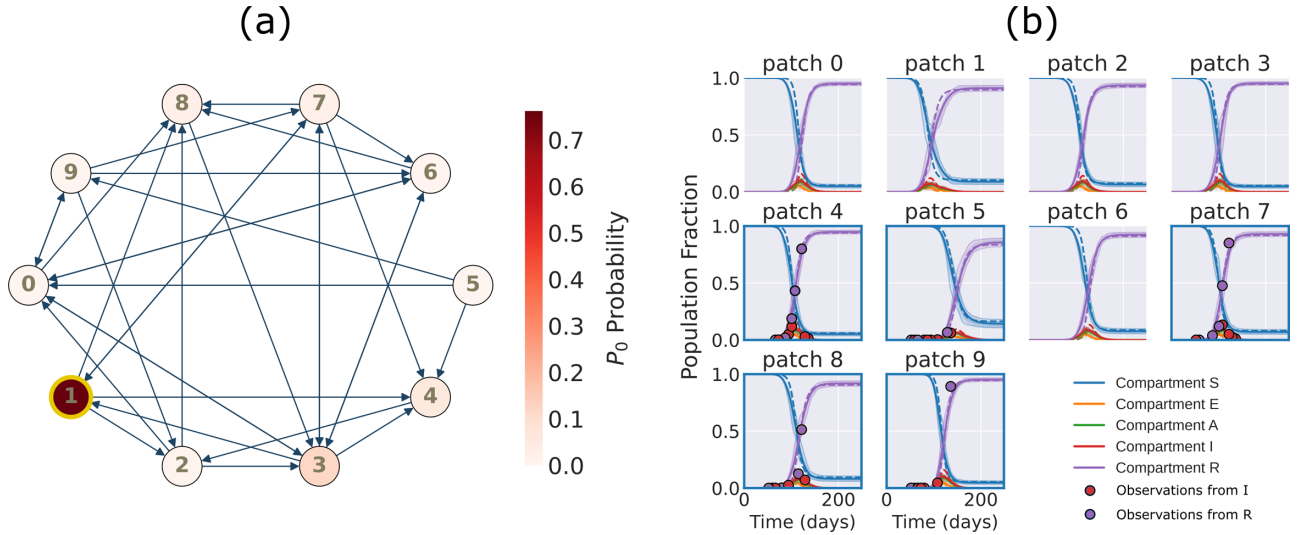 (a)
8
7
9
6
0
5
1
4
2
3
0.7
0.6
0.5
0.4
0.3
0.2
0.1
0.0
P₀ Probability
(b)
patch 0
patch 1
patch 2
patch 3
1.0
0.5
0.0
patch 4
patch 5
patch 6
patch 7
1.0
0.5
0.0
patch 8
patch 9
1.0
0.5
0.0
Population Fraction
0
200
0
200
Time (days)
Time (days)
Compartment S
Compartment E
Compartment A
Compartment I
Compartment R
Observations from I
Observations from R